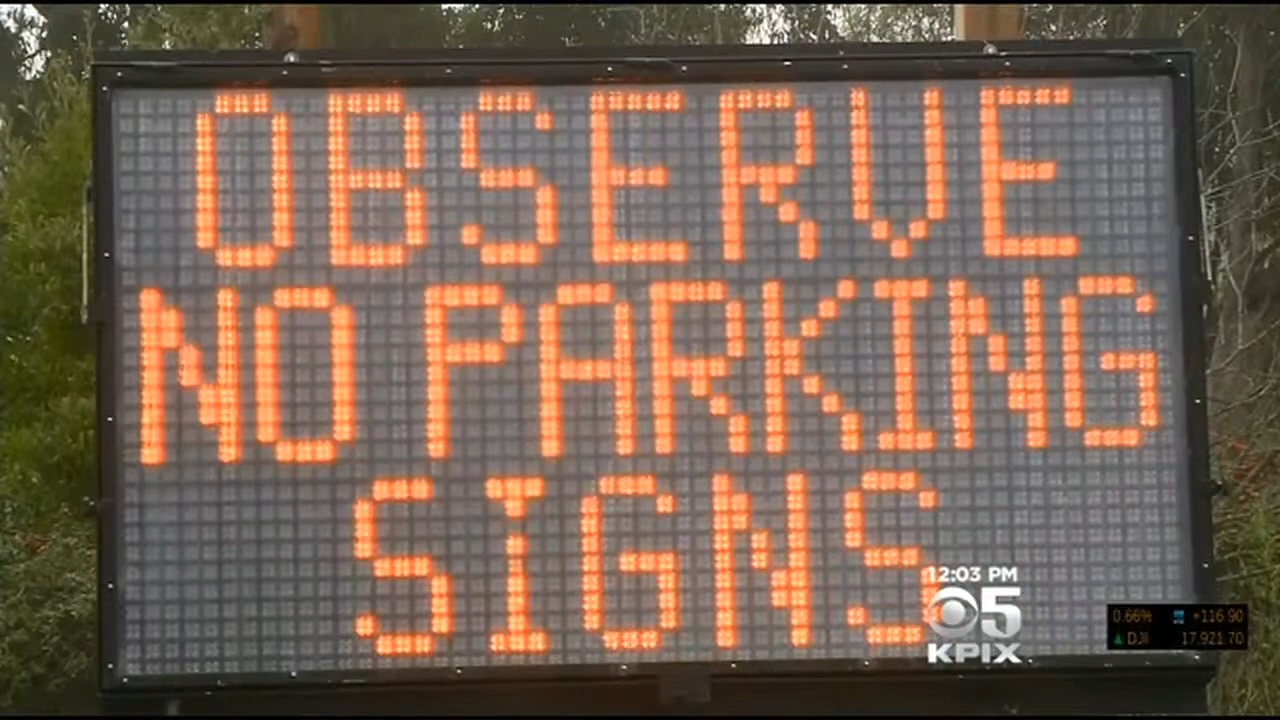 OBSERVE
NO PARKING
SIGNS
12:03 PM
5
KPIX
0.66% +116.90
DJI 17,921.70